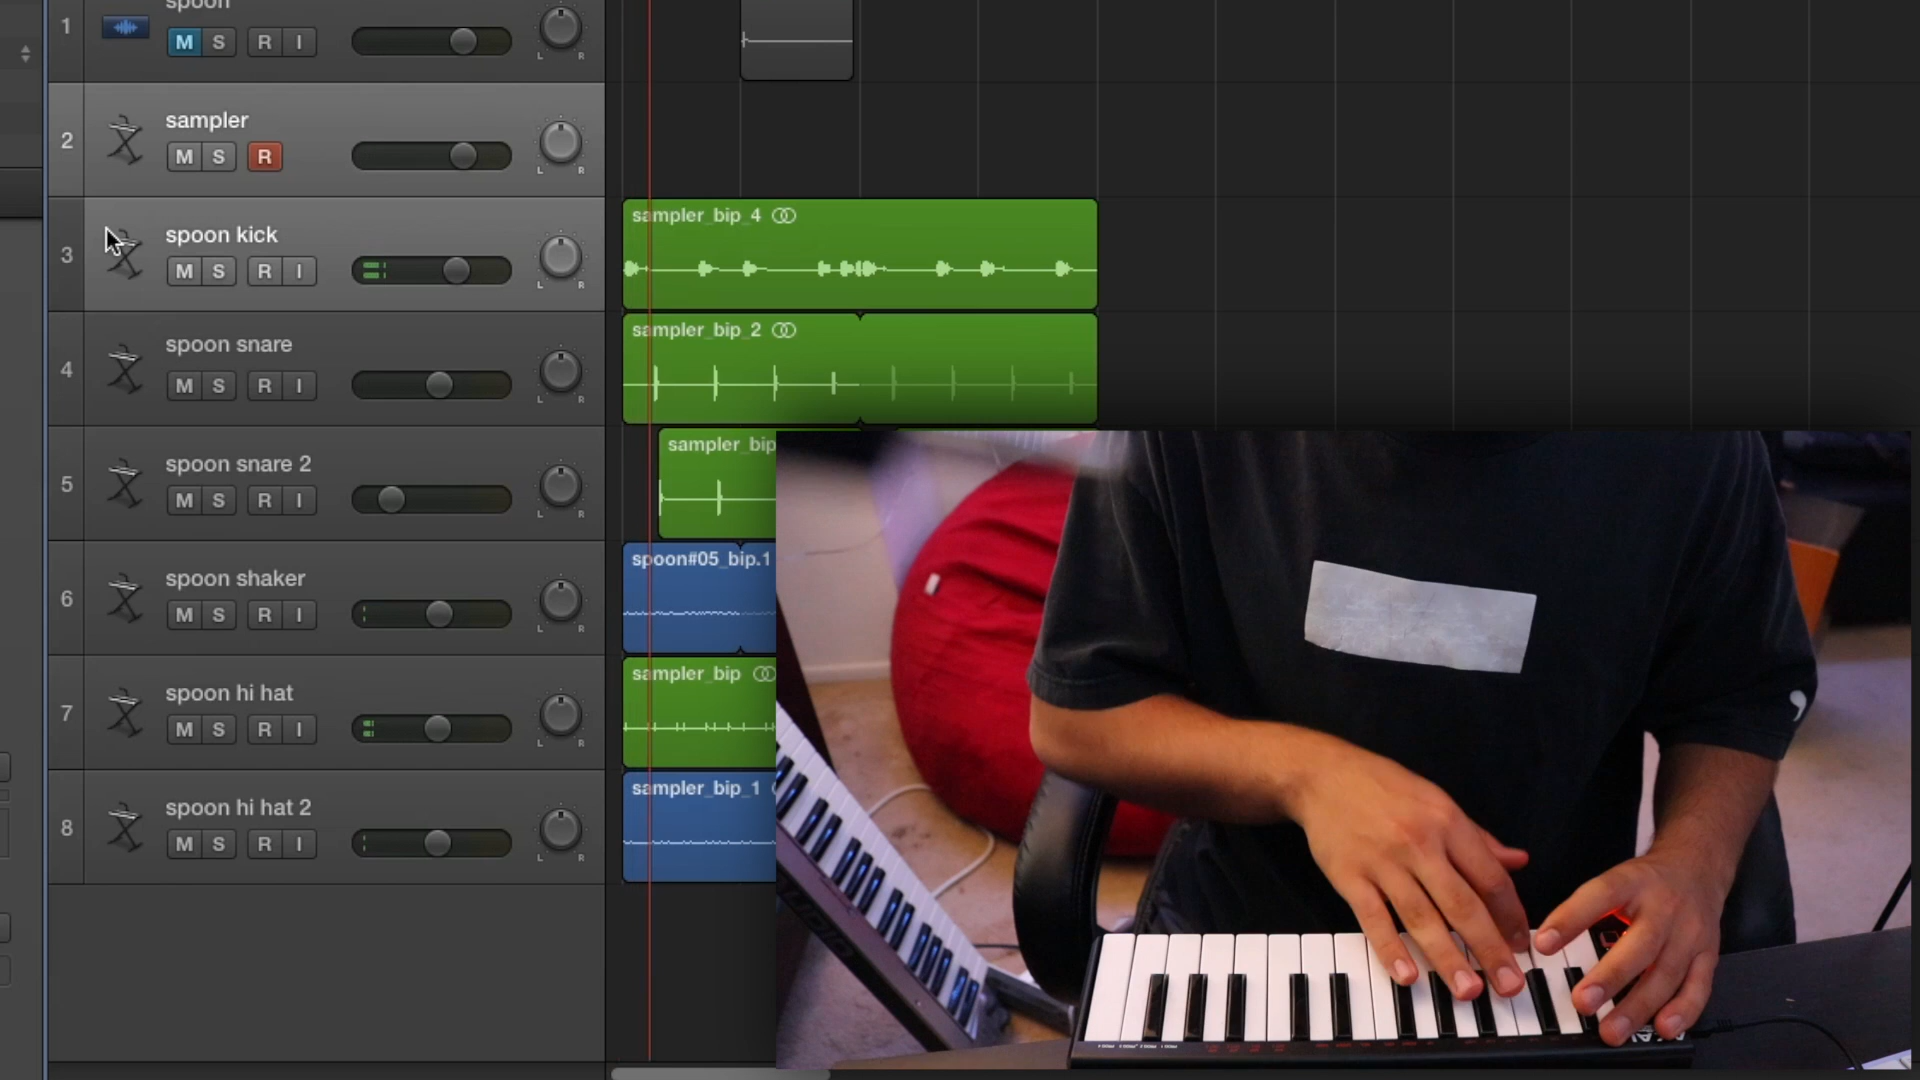 1
spoon
M S R I
L R
2
sampler
M S R
L R
3
spoon kick
M S R I
L R
sampler_bip_4
4
spoon snare
M S R I
L R
sampler_bip_2
5
spoon snare 2
M S R I
L R
sampler_bip
6
spoon shaker
M S R I
L R
spoon#05_bip.1
7
spoon hi hat
M S R I
L R
sampler_bip
8
spoon hi hat 2
M S R I
L R
sampler_bip_1